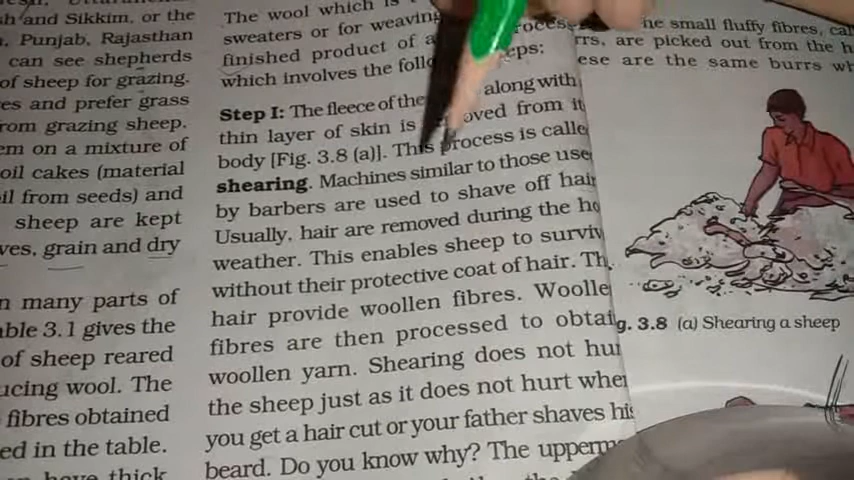 and Sikkim, or the
Punjab, Rajasthan
can see shepherds
of sheep for grazing.
es and prefer grass
rom grazing sheep,
em on a mixture of
oil cakes (material
il from seeds) and
sheep are kept
ves, grain and dry
n many parts of
ble 3.1 gives the
of sheep reared
ucing wool. The
fibres obtained
ed in the table.
have thick
The wool which is
sweaters or for weaving
finished product of a
which involves the follo eps:
Step I: The fleece of the along with
thin layer of skin is oved from it
body [Fig. 3.8 (a)]. This process is calle
shearing. Machines similar to those use
by barbers are used to shave off hair
Usually, hair are removed during the ho
weather. This enables sheep to surviv
without their protective coat of hair. Th
hair provide woollen fibres. Woolle
fibres are then processed to obtai
woollen yarn. Shearing does not hur
the sheep just as it does not hurt whe
you get a hair cut or your father shaves his
beard. Do you know why? The upperm
he small fluffy fibres, cal
rrs, are picked out from the h
ese are the same burrs wh
g. 3.8 (a) Shearing a sheep